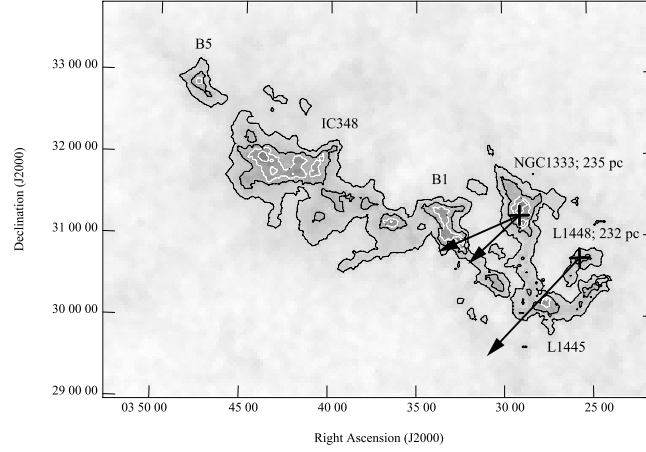 B5
33 00 00
IC348
32 00 00
NGC1333; 235 pc
B1
Declination (J2000)
31 00 00
L1448; 232 pc
30 00 00
L1445
29 00 00
03 50 00
45 00
40 00
35 00
30 00
29 00
25 00
Right Ascension (J2000)